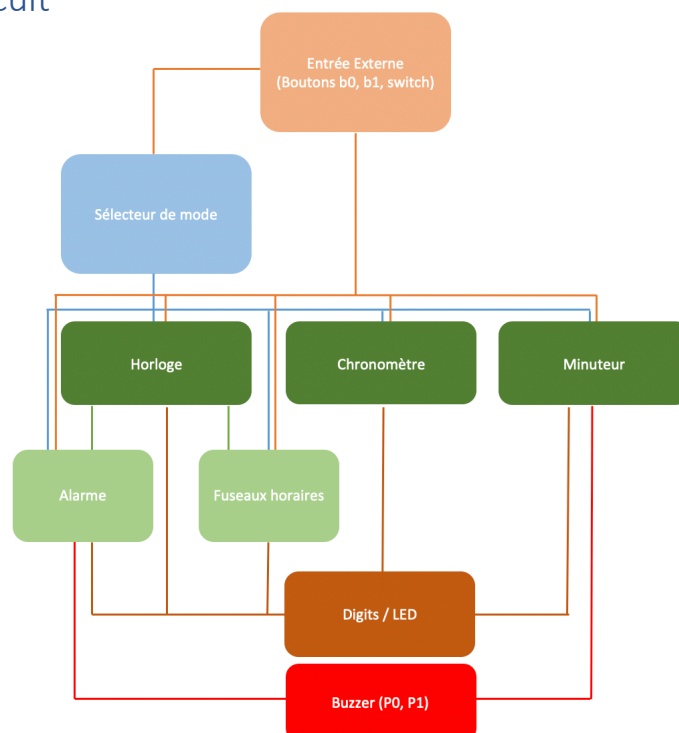 Entrée Externe
(Boutons b0, b1, switch)
Sélecteur de mode
Horloge
Chronomètre
Minuteur
Alarme
Fuseaux horaires
Digits / LED
Buzzer (P0, P1)